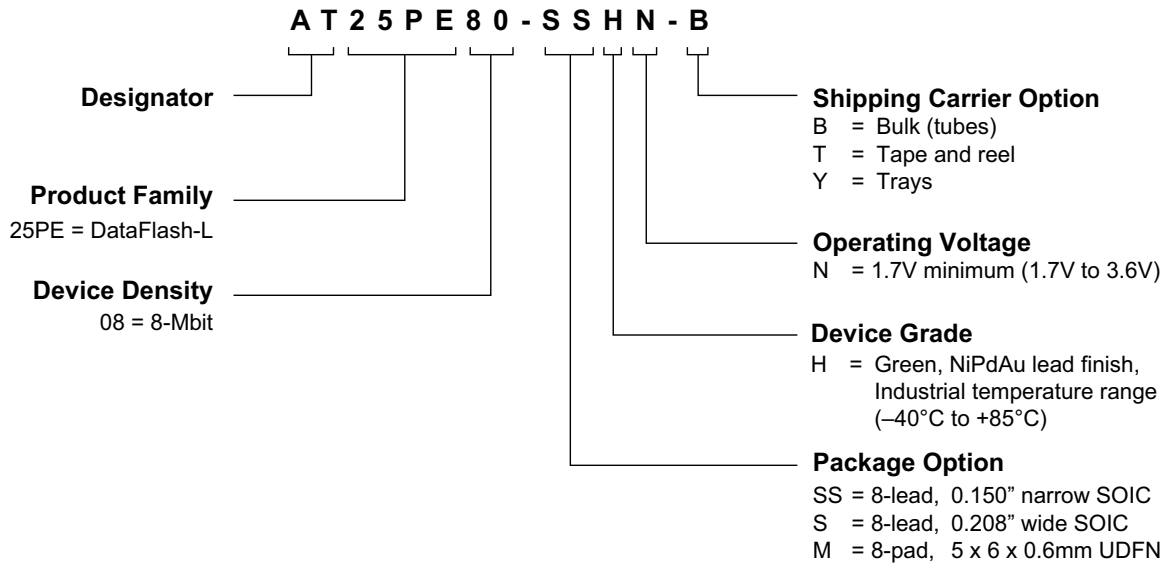 AT25PE80-SSHN-B
Designator
Product Family
25PE = DataFlash-L
Device Density
08 = 8-Mbit
Shipping Carrier Option
B = Bulk (tubes)
T = Tape and reel
Y = Trays
Operating Voltage
N = 1.7V minimum (1.7V to 3.6V)
Device Grade
H = Green, NiPdAu lead finish,
Industrial temperature range
(–40°C to +85°C)
Package Option
SS = 8-lead, 0.150” narrow SOIC
S = 8-lead, 0.208” wide SOIC
M = 8-pad, 5 x 6 x 0.6mm UDFN